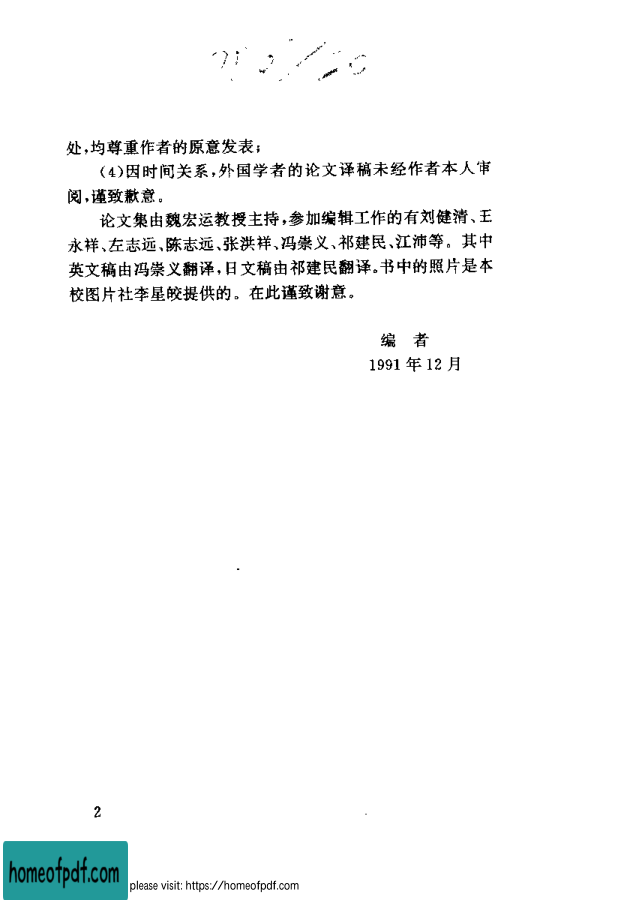 处，均尊重作者的原意发表；
(4)因时间关系，外国学者的论文译稿未经作者本人审
阅，谨致歉意。
论文集由魏宏运教授主持，参加编辑工作的有刘健清、王
永祥、左志远、陈志远、张洪祥、冯崇义、祁建民、江沛等。其中
英文稿由冯崇义翻译，日文稿由祁建民翻译。书中的照片是本
校图片社李星皎提供的。在此谨致谢意。
编 者
1991 年 12 月
2
homeofpdf.com
please visit: https://homeofpdf.com